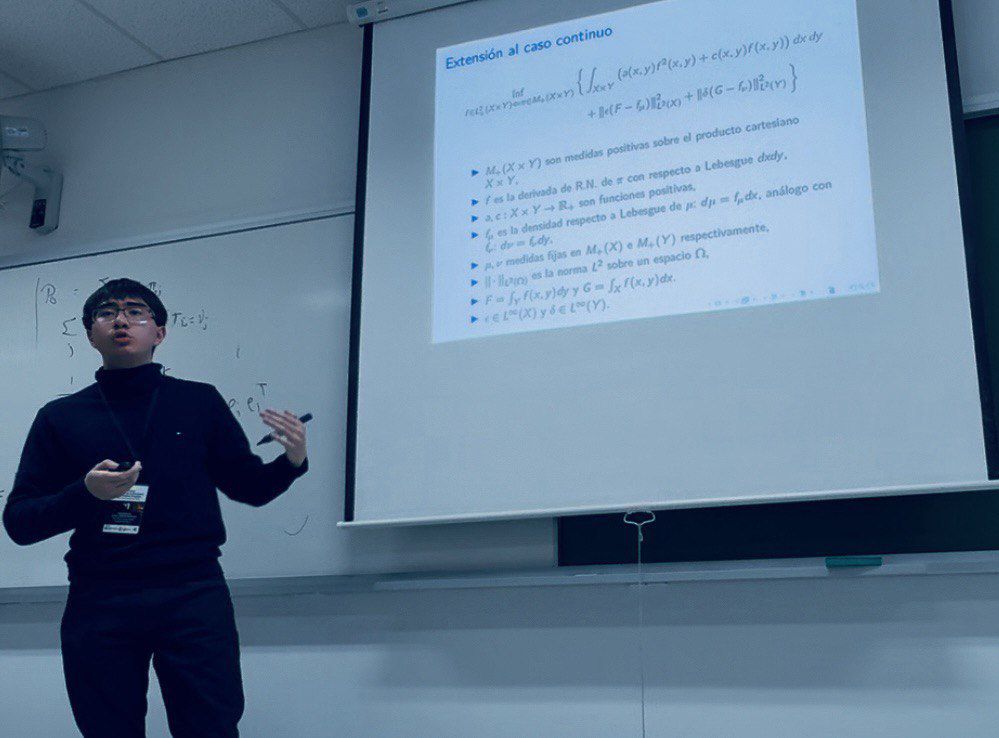 Extensión al caso continuo
inf
f∈L²₊(X×Y)∩m∈M₊(X×Y) { ∫X×Y (a(x,y)f²(x,y) + c(x,y)f(x,y)) dx dy
+ ‖ϵ(F − fμ)‖²L²(X) + ‖δ(G − fν)‖²L²(Y) }
▶ M₊(X × Y) son medidas positivas sobre el producto cartesiano
X × Y,
▶ f es la derivada de R.N. de π con respecto a Lebesgue dxdy,
▶ a, c : X × Y → ℝ₊ son funciones positivas,
▶ fμ es la densidad respecto a Lebesgue de μ: dμ = fμdx, análogo con
fν: dν = fνdy,
▶ μ, ν medidas fijas en M₊(X) e M₊(Y) respectivamente,
▶ ‖·‖L²(Ω) es la norma L² sobre un espacio Ω,
▶ F = ∫Y f(x, y)dy y G = ∫X f(x, y)dx.
▶ ϵ ∈ L∞(X) y δ ∈ L∞(Y).